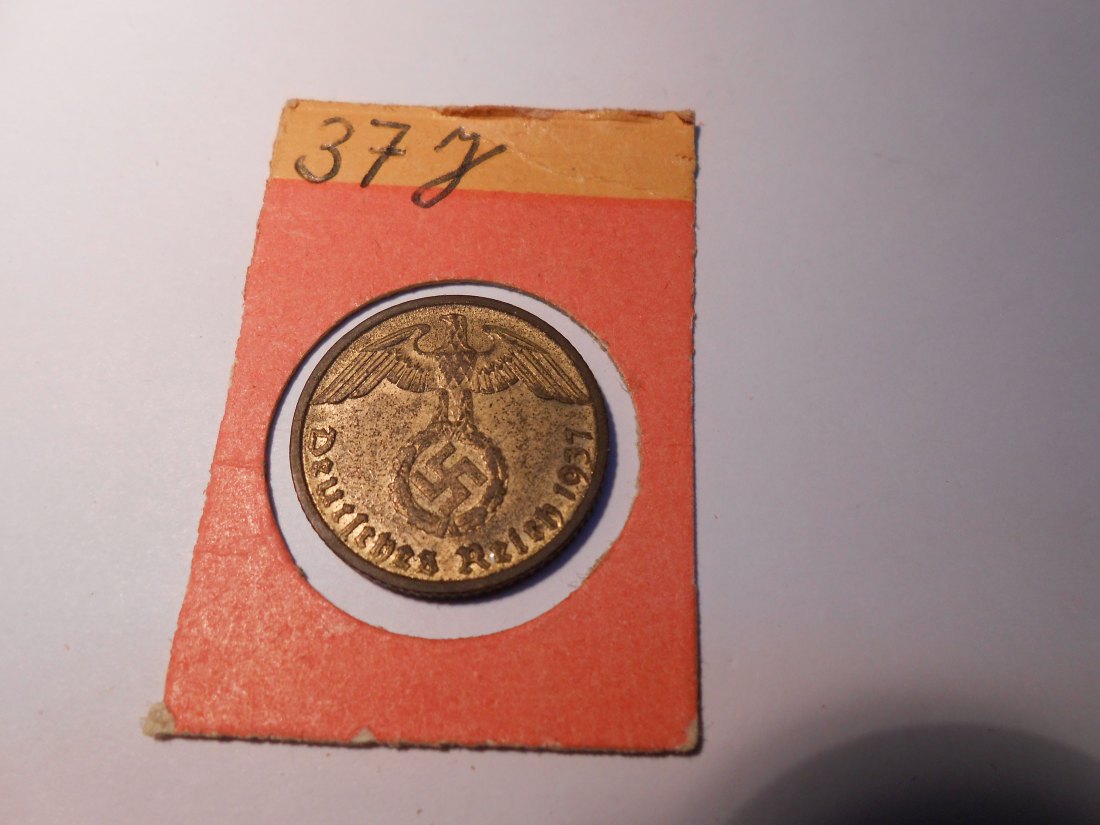 37 J
Deutsches Reich 1937